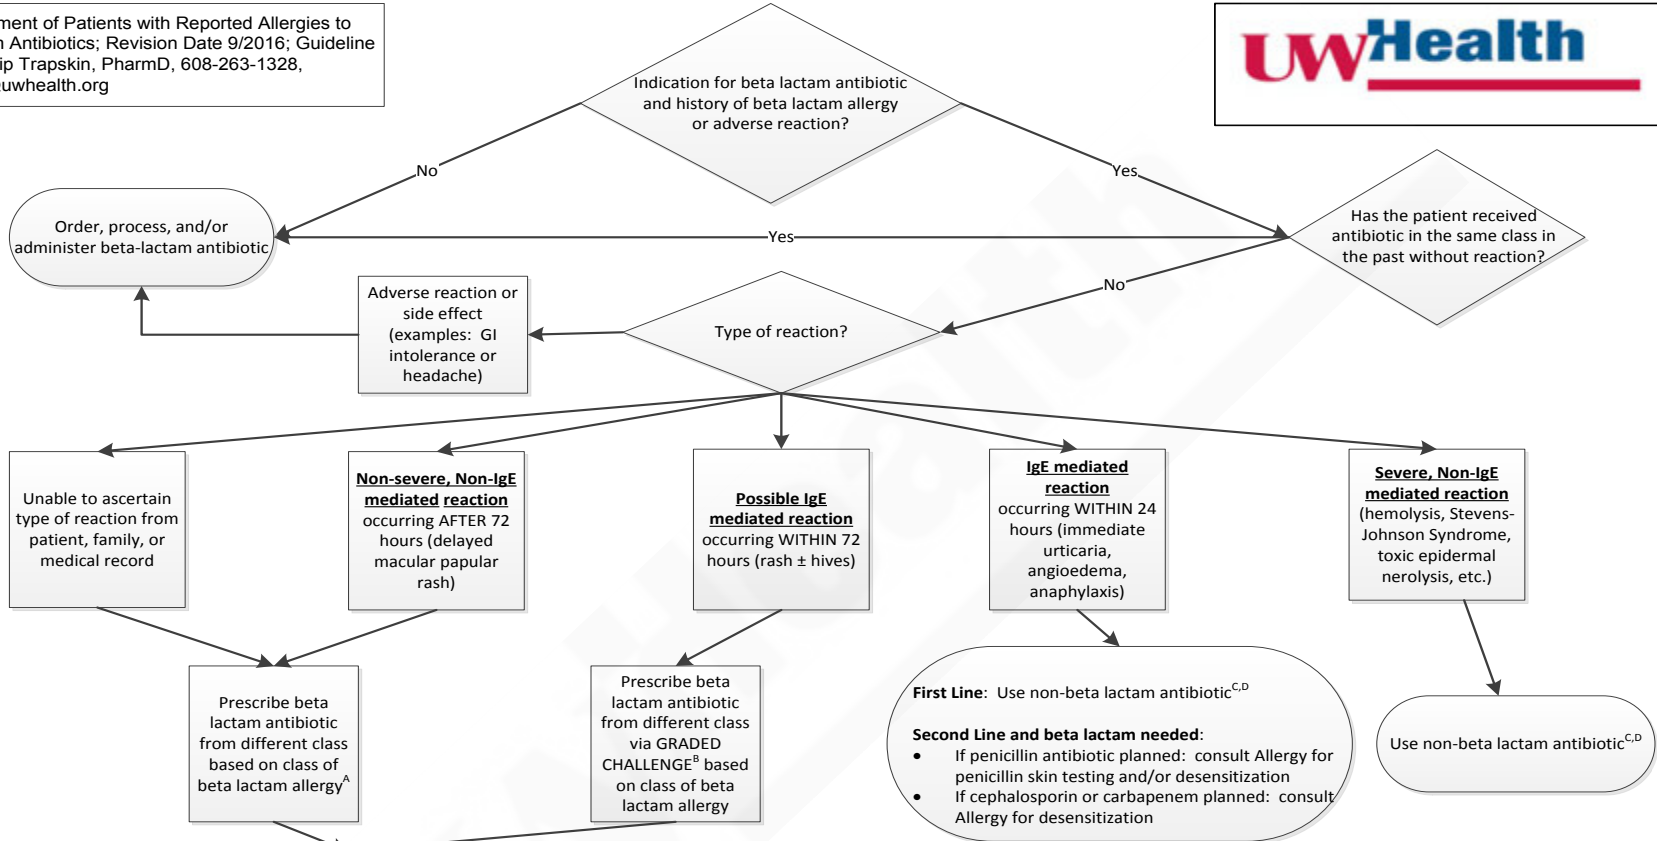 ment of Patients with Reported Allergies to
n Antibiotics; Revision Date 9/2016; Guideline
ip Trapskin, PharmD, 608-263-1328,
uwhealth.org
UWHealth
Indication for beta lactam antibiotic
and history of beta lactam allergy
or adverse reaction?
No
Yes
Order, process, and/or
administer beta-lactam antibiotic
Yes
Has the patient received
antibiotic in the same class in
the past without reaction?
No
Adverse reaction or
side effect
(examples: GI
intolerance or
headache)
Type of reaction?
Unable to ascertain
type of reaction from
patient, family, or
medical record
Non-severe, Non-IgE
mediated reaction
occurring AFTER 72
hours (delayed
macular papular
rash)
Possible IgE
mediated reaction
occurring WITHIN 72
hours (rash ± hives)
IgE mediated
reaction
occurring WITHIN 24
hours (immediate
urticaria,
angioedema,
anaphylaxis)
Severe, Non-IgE
mediated reaction
(hemolysis, Stevens-
Johnson Syndrome,
toxic epidermal
nerolysis, etc.)
Prescribe beta
lactam antibiotic
from different class
based on class of
beta lactam allergyA
Prescribe beta
lactam antibiotic
from different class
via GRADED
CHALLENGEB based
on class of beta
lactam allergy
First Line: Use non-beta lactam antibioticC,D
Second Line and beta lactam needed:
• If penicillin antibiotic planned: consult Allergy for
penicillin skin testing and/or desensitization
• If cephalosporin or carbapenem planned: consult
Allergy for desensitization
Use non-beta lactam antibioticC,D